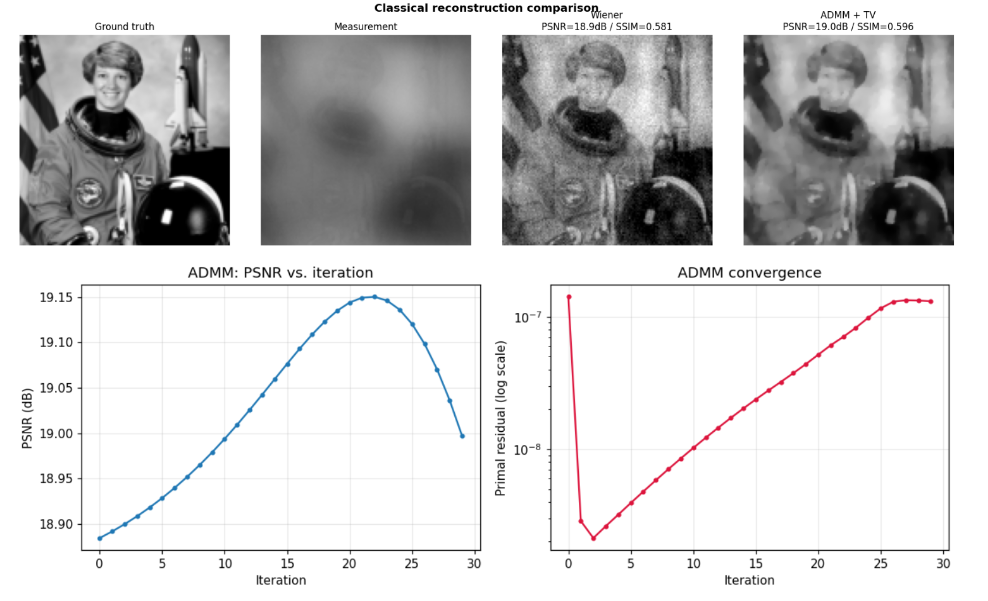 Classical reconstruction comparison
Ground truth
Measurement
Wiener
PSNR=18.9dB / SSIM=0.581
ADMM + TV
PSNR=19.0dB / SSIM=0.596
ADMM: PSNR vs. iteration
PSNR (dB)
19.15
19.10
19.05
19.00
18.95
18.90
0 5 10 15 20 25 30
Iteration
ADMM convergence
Primal residual (log scale)
10⁻⁷
10⁻⁸
0 5 10 15 20 25 30
Iteration